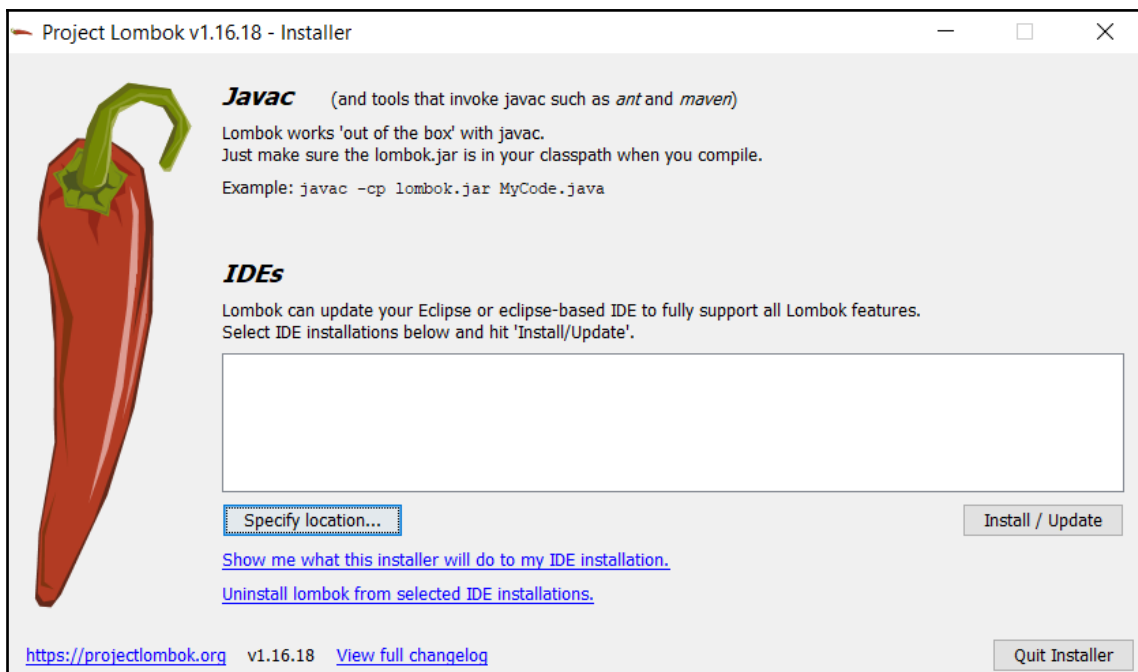 Project Lombok v1.16.18 - Installer
Javac (and tools that invoke javac such as ant and maven)
Lombok works 'out of the box' with javac.
Just make sure the lombok.jar is in your classpath when you compile.
Example: javac -cp lombok.jar MyCode.java
IDEs
Lombok can update your Eclipse or eclipse-based IDE to fully support all Lombok features.
Select IDE installations below and hit 'Install/Update'.
Specify location... Install / Update
Show me what this installer will do to my IDE installation.
Uninstall lombok from selected IDE installations.
https://projectlombok.org v1.16.18 View full changelog Quit Installer